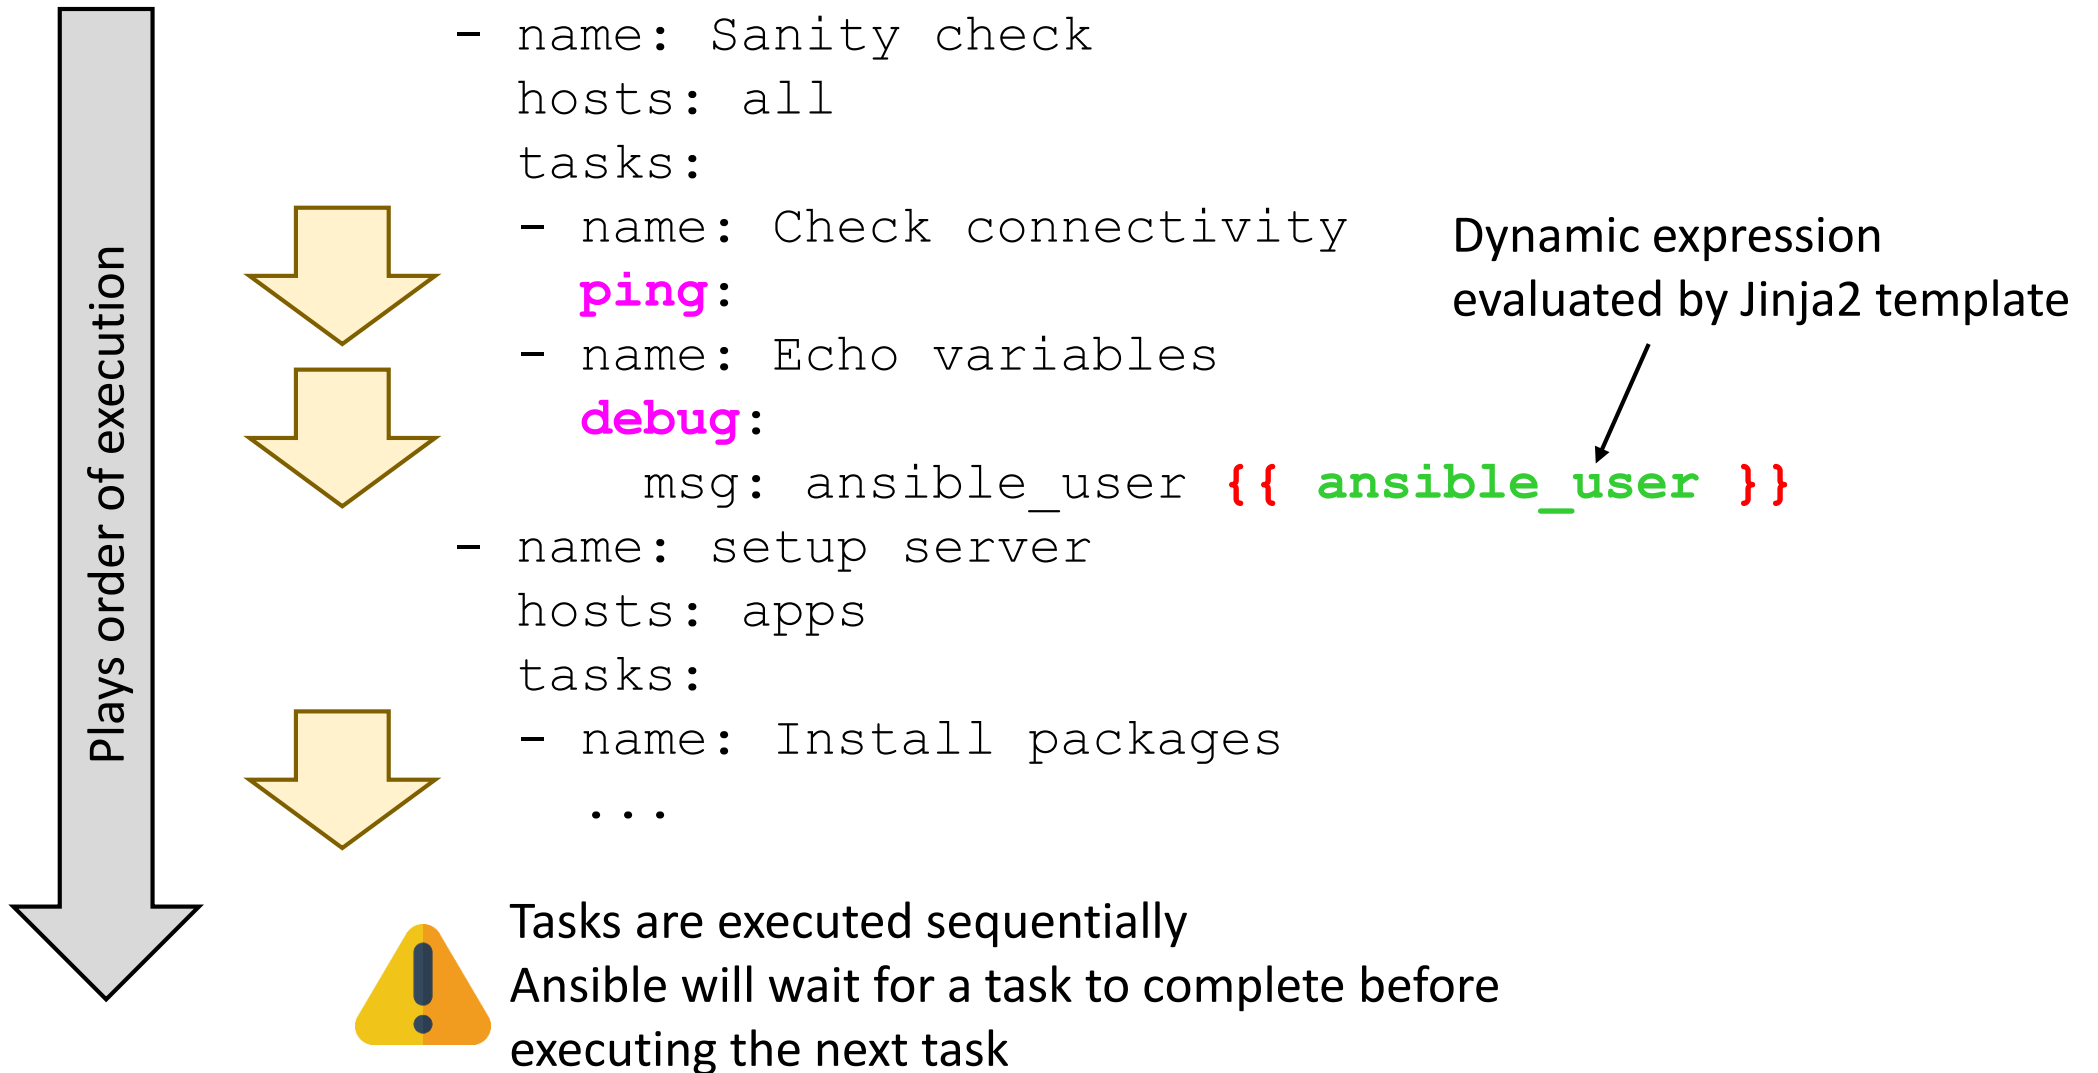 Plays order of execution
- name: Sanity check
  hosts: all
  tasks:
  - name: Check connectivity
    ping:
  - name: Echo variables
    debug:
      msg: ansible_user {{ ansible_user }}
- name: setup server
  hosts: apps
  tasks:
  - name: Install packages
    ...
Dynamic expression
evaluated by Jinja2 template
Tasks are executed sequentially
Ansible will wait for a task to complete before
executing the next task